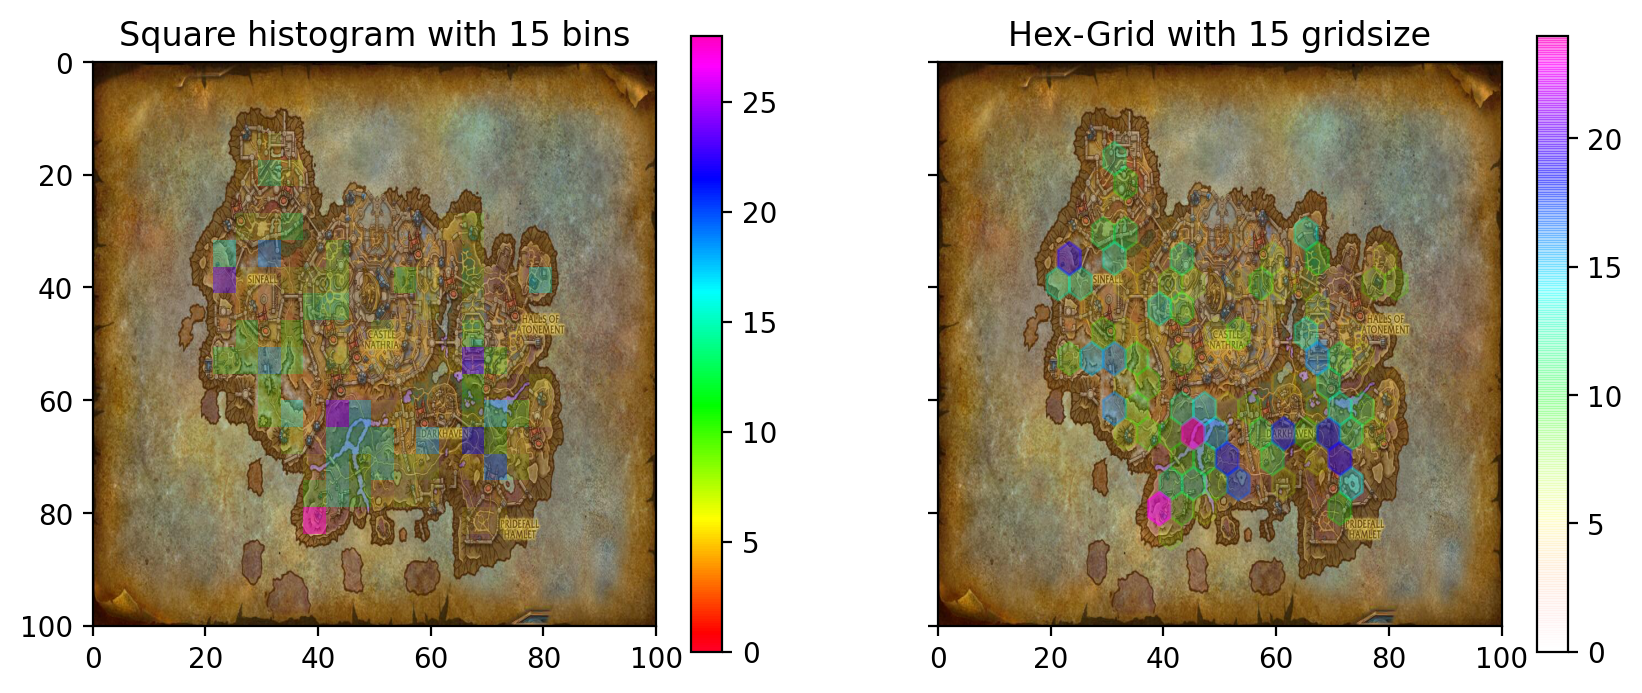 Square histogram with 15 bins
0
20
40
60
80
100
0
20
40
60
80
100
SINFALL
CASTLE
NATHRIA
HALLS OF
ATONEMENT
DARKHAVEN
PRIDEFALL
HAMLET
25
20
15
10
5
0
Hex-Grid with 15 gridsize
0
20
40
60
80
100
SINFALL
CASTLE
NATHRIA
HALLS OF
ATONEMENT
DARKHAVEN
PRIDEFALL
HAMLET
20
15
10
5
0